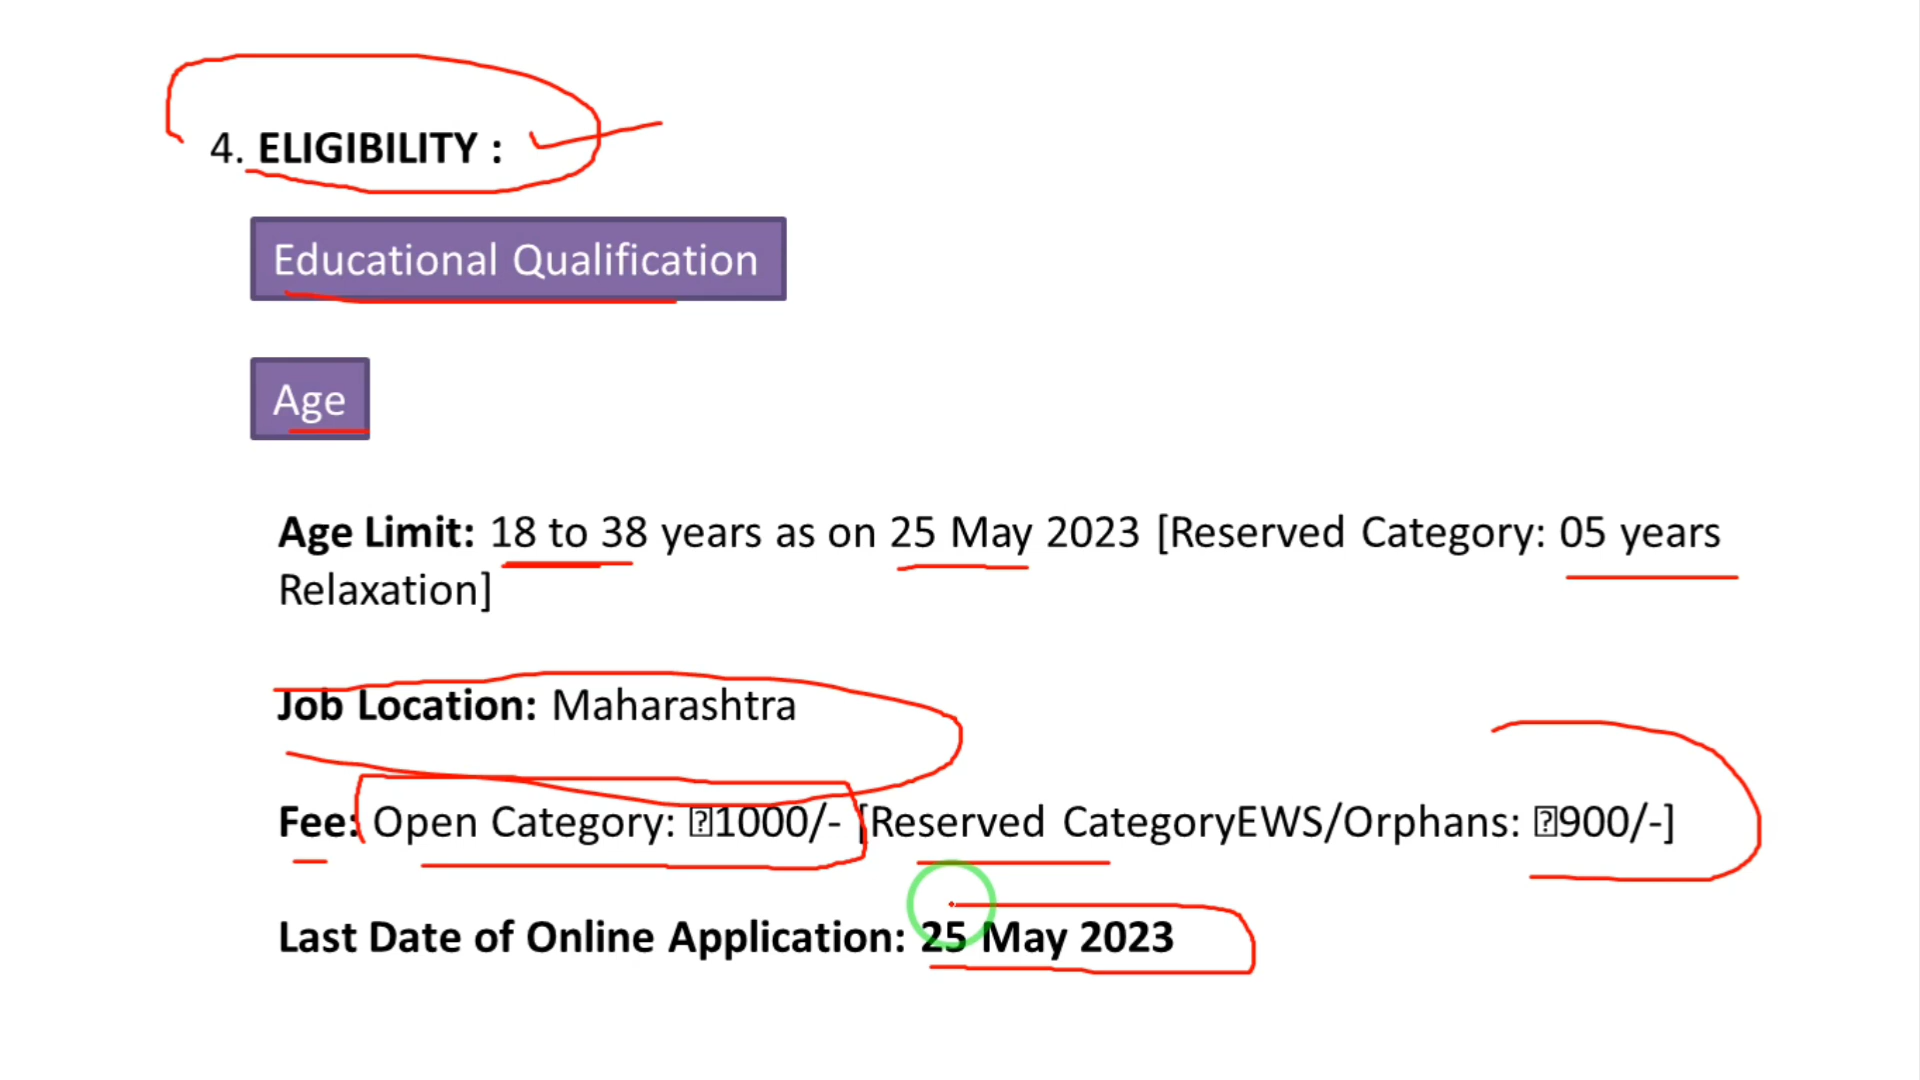 4. ELIGIBILITY :
Educational Qualification
Age
Age Limit: 18 to 38 years as on 25 May 2023 [Reserved Category: 05 years
Relaxation]
Job Location: Maharashtra
Fee: Open Category: �1000/- [Reserved CategoryEWS/Orphans: �900/-]
Last Date of Online Application: 25 May 2023